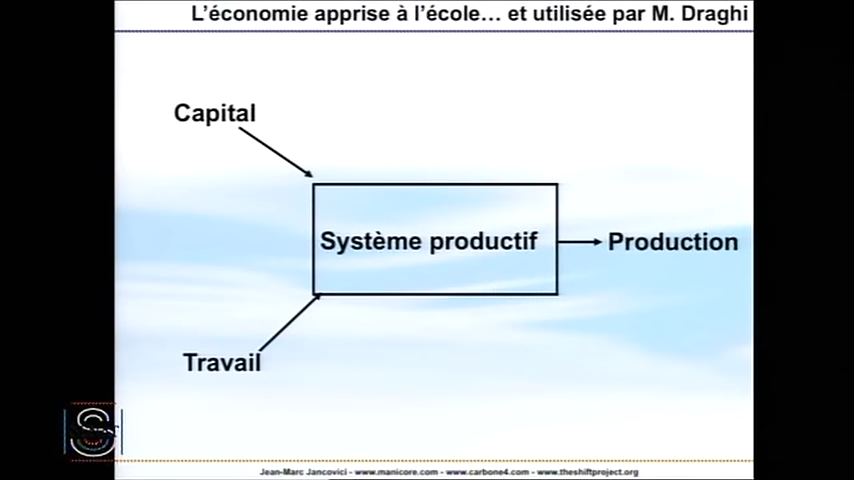 L'économie apprise à l'école… et utilisée par M. Draghi
Capital
Système productif
Production
Travail
Jean-Marc Jancovici - www.manicore.com - www.carbone4.com - www.theshiftproject.org